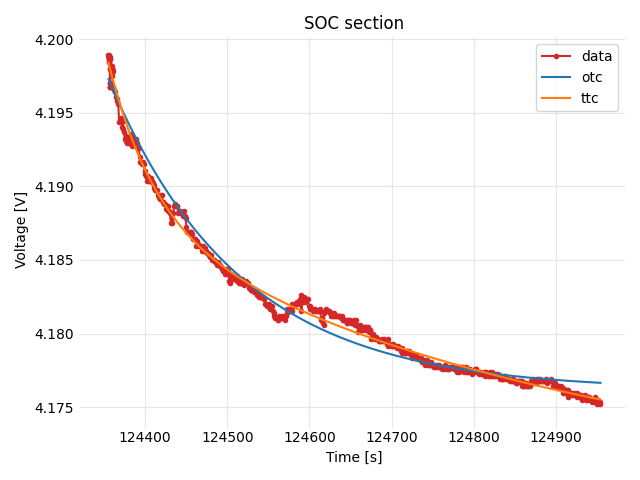 SOC section
4.200
4.195
4.190
4.185
4.180
4.175
Voltage [V]
data
otc
ttc
124400 124500 124600 124700 124800 124900
Time [s]